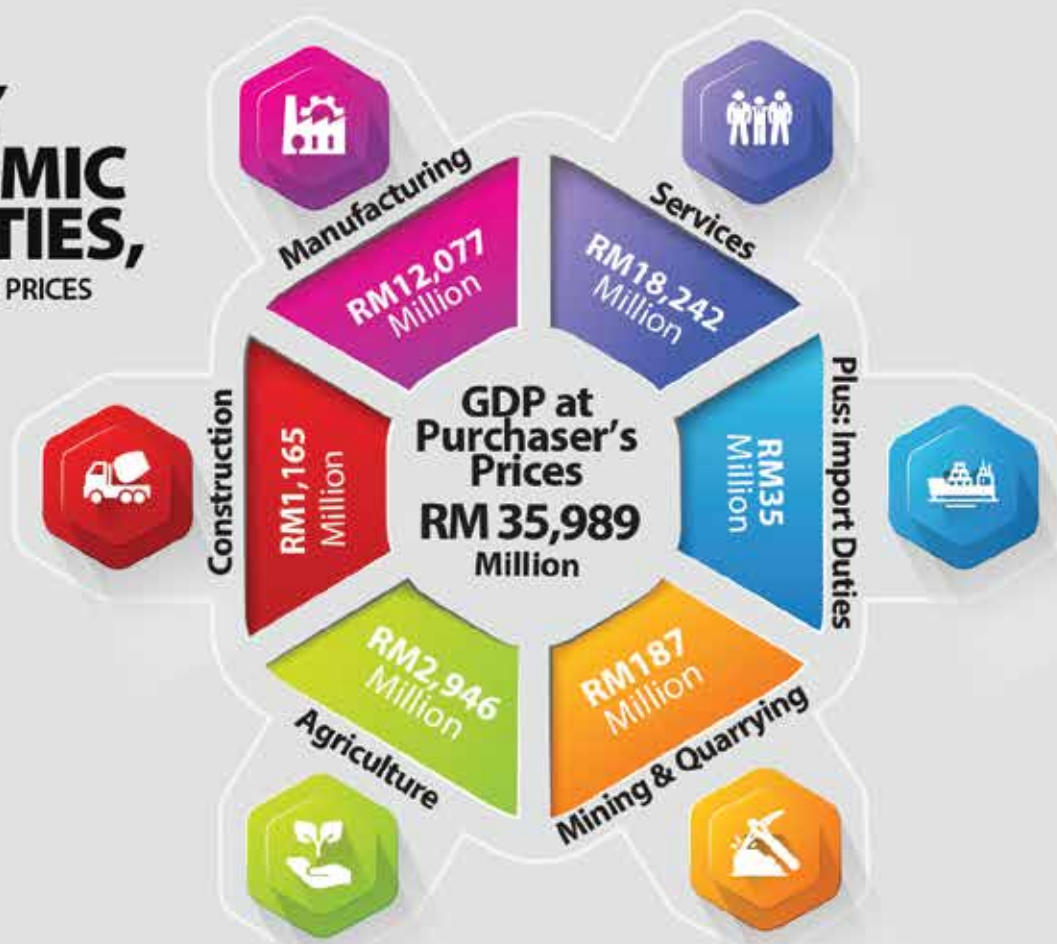 Y
MIC
TIES,
PRICES
Manufacturing
RM12,077
Million
Services
RM18,242
Million
Construction
RM1,165
Million
GDP at
Purchaser's
Prices
RM 35,989
Million
RM35
Million
Plus: Import Duties
RM2,946
Million
Agriculture
RM187
Million
Mining & Quarrying